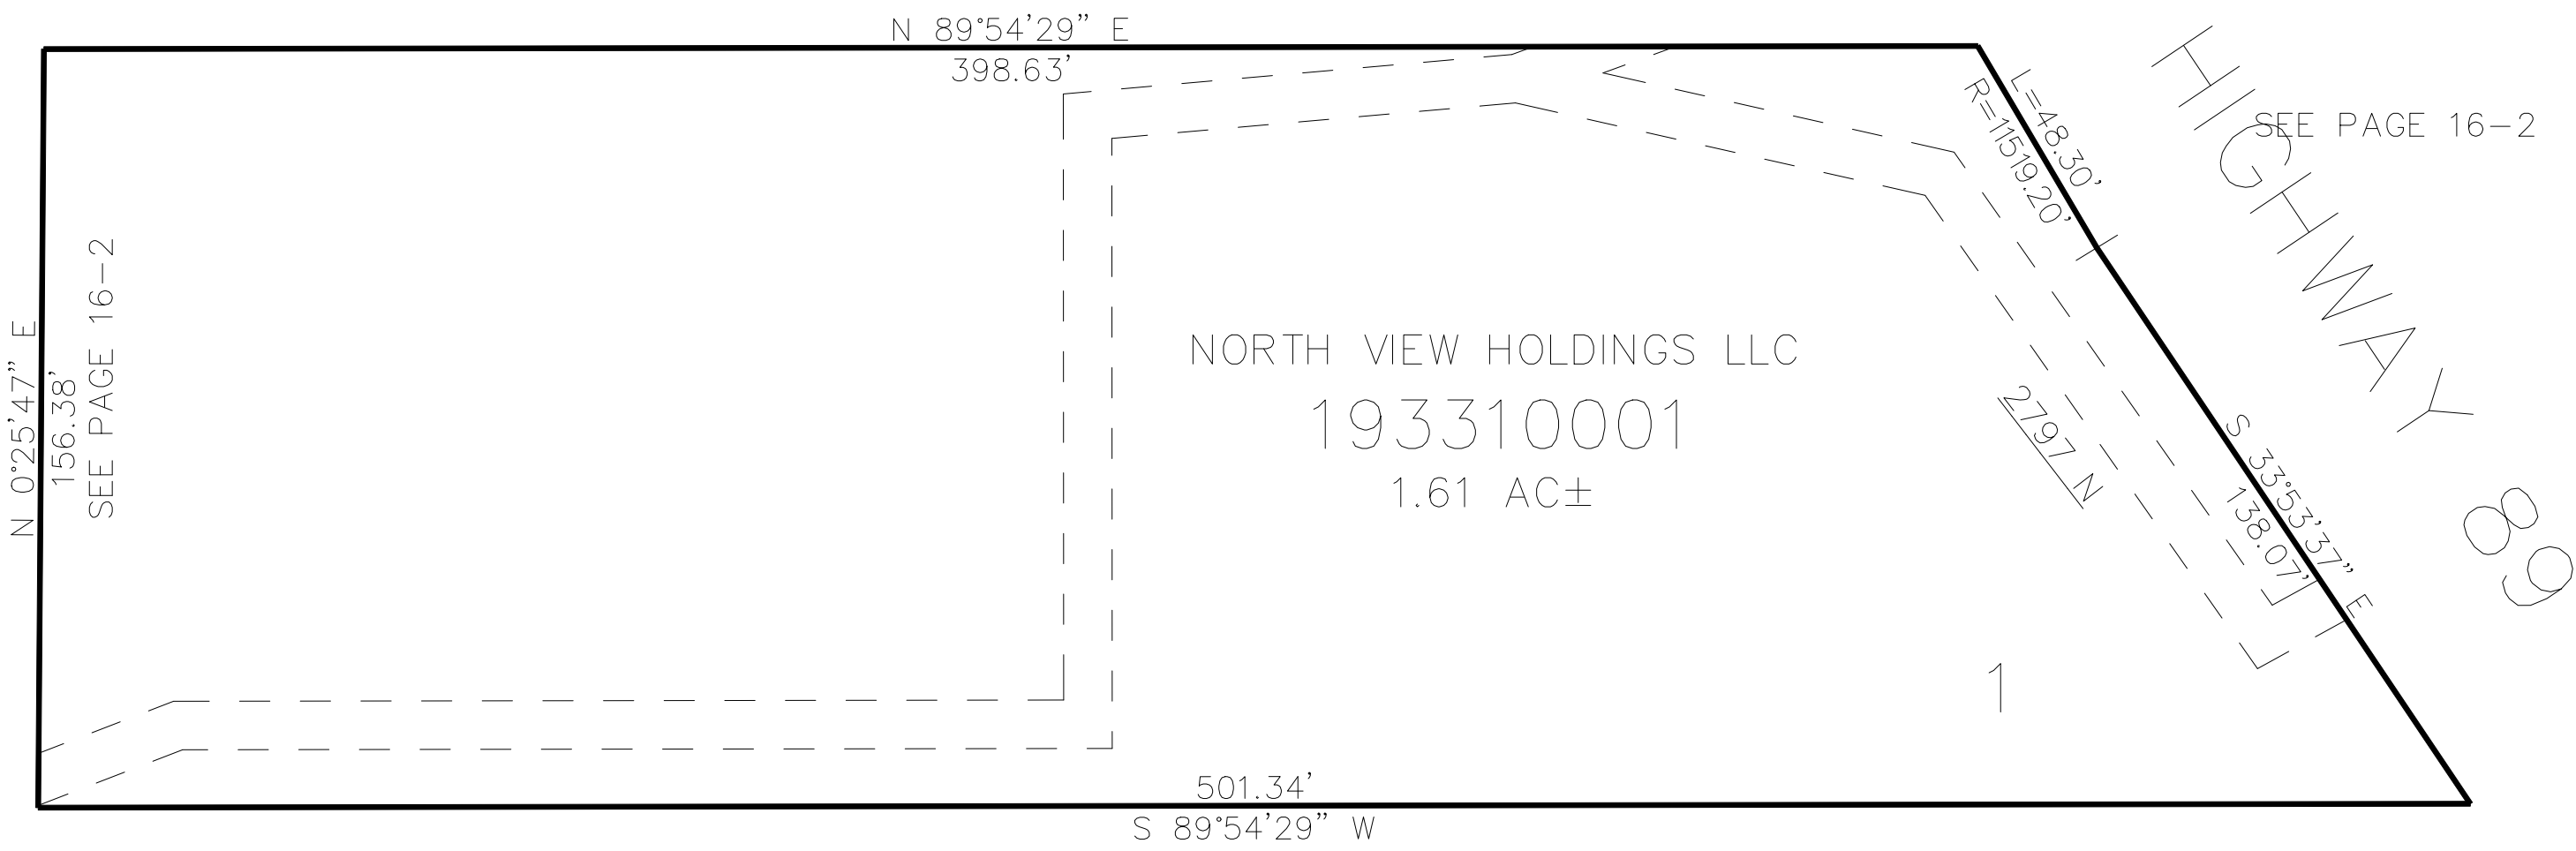 N 89°54'29" E
398.63'
L=48.30'
R=11519.20'
HIGHWAY 89
SEE PAGE 16-2
N 0°25'47" E
156.38'
SEE PAGE 16-2
NORTH VIEW HOLDINGS LLC
193310001
1.61 AC±
2797 N
S 33°53'37" E
138.07'
1
501.34'
S 89°54'29" W